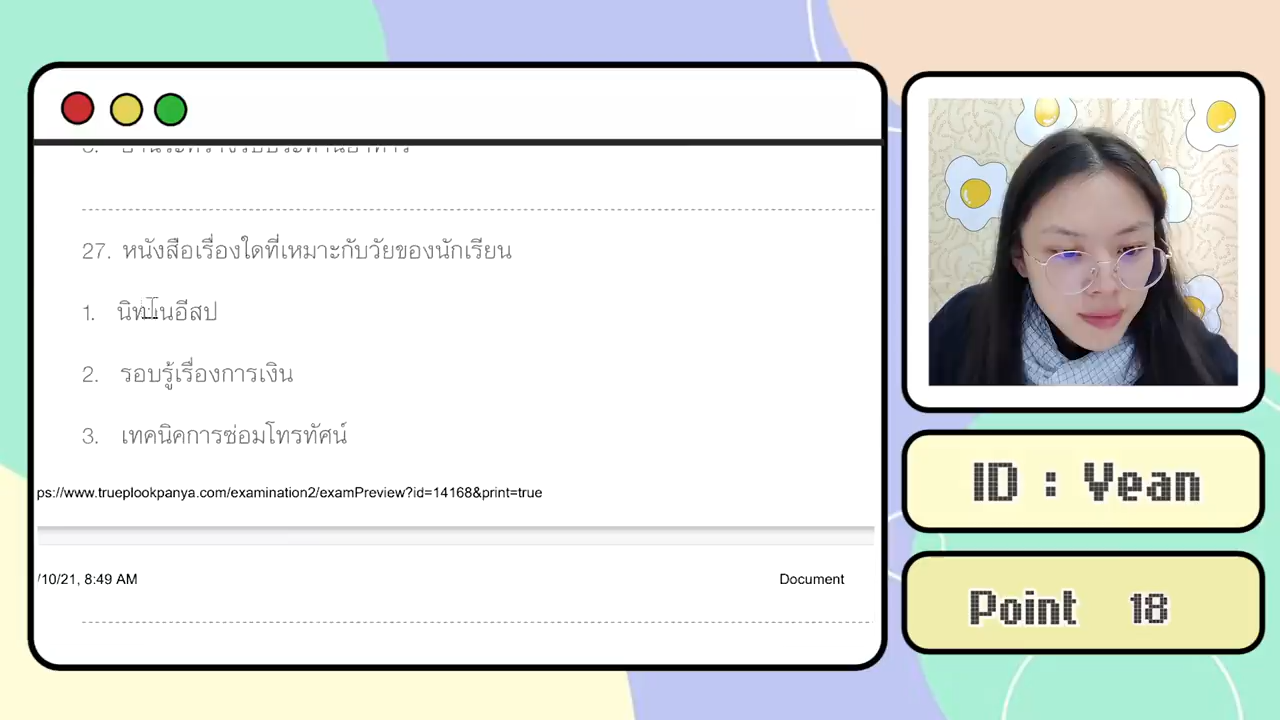 27. หนังสือเรื่องใดที่เหมาะกับวัยของนักเรียน
1. นิทานอีสป
2. รอบรู้เรื่องการเงิน
3. เทคนิคการซ่อมโทรทัศน์
ps://www.trueplookpanya.com/examination2/examPreview?id=14168&print=true
/10/21, 8:49 AM Document
ID : Yean
Point 18